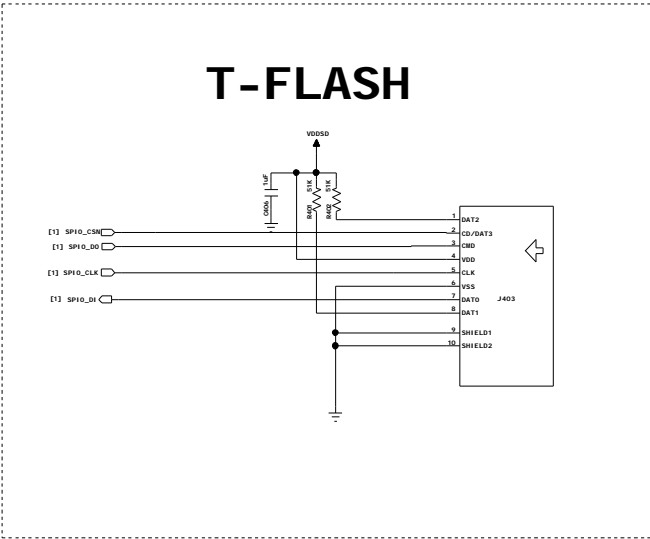 T-FLASH
VDDSD
1uF
C406
51K
R401
51K
R402
[1] SPI0_CSN
[1] SPI0_DO
[1] SPI0_CLK
[1] SPI0_DI
1 DAT2
2 CD/DAT3
3 CMD
4 VDD
5 CLK
6 VSS
7 DAT0
8 DAT1
9 SHIELD1
10 SHIELD2
J403